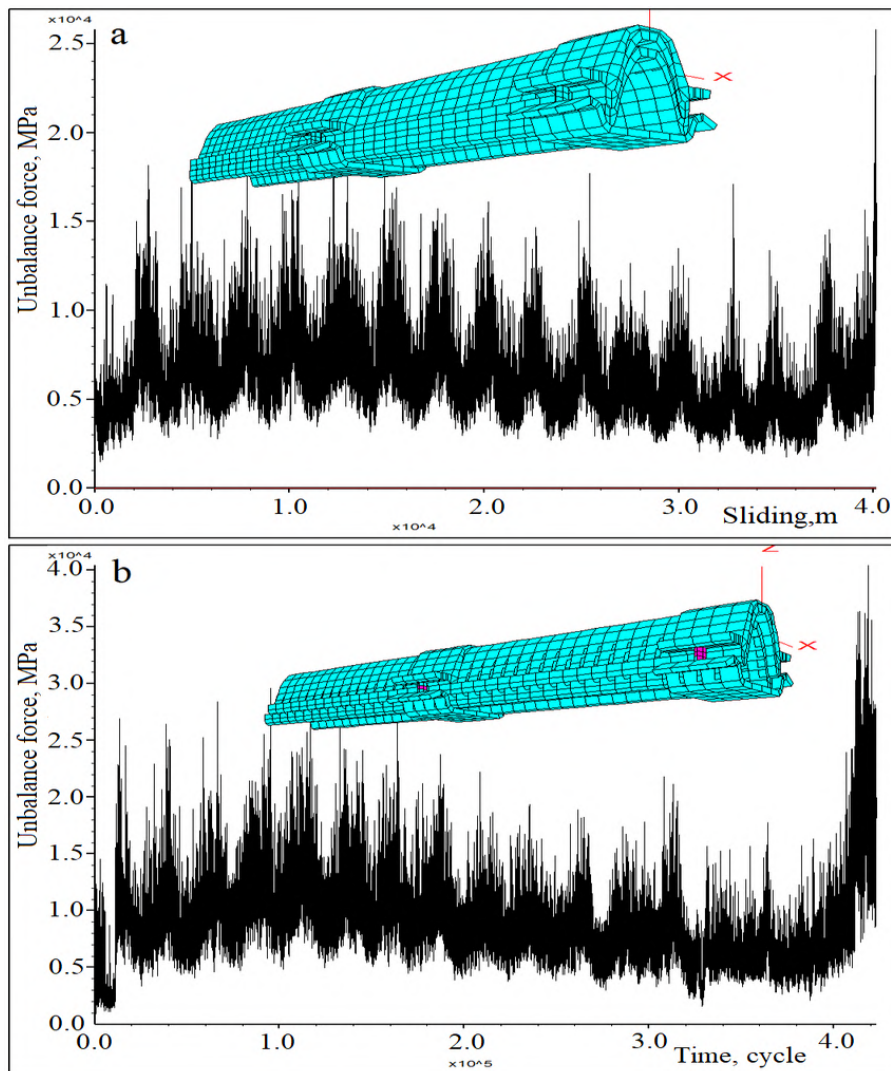 x10^4
a
2.5
X
2.0
Unbalance force, MPa
1.5
1.0
0.5
0.0
0.0 1.0 2.0 3.0 4.0
x10^4
Sliding,m
x10^4
b
4.0
N
3.5
X
3.0
Unbalance force, MPa
2.5
2.0
1.5
1.0
0.5
0.0
0.0 1.0 2.0 3.0 4.0
x10^5
Time, cycle